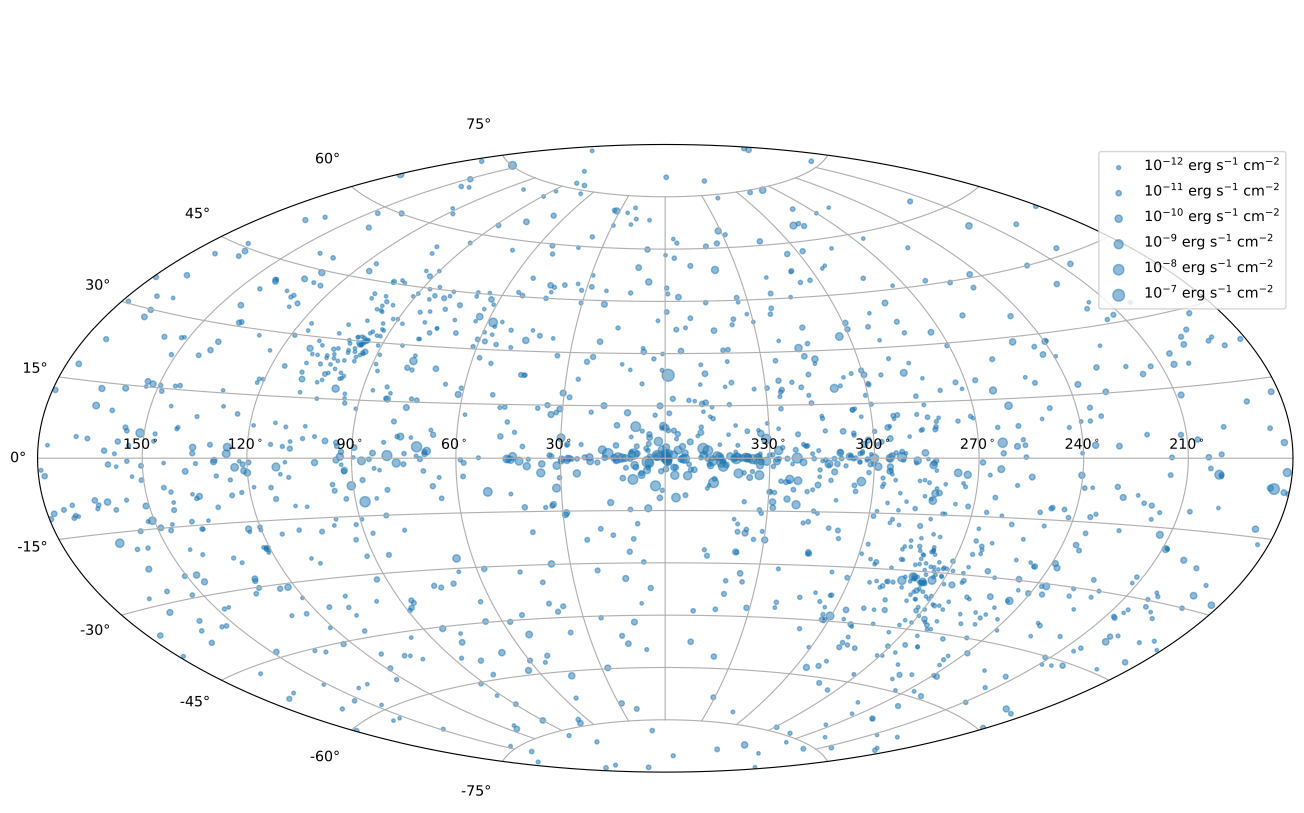 75°
60°
45°
30°
15°
0°
-15°
-30°
-45°
-60°
-75°
150° 120° 90° 60° 30° 330° 300° 270° 240° 210°
10⁻¹² erg s⁻¹ cm⁻²
10⁻¹¹ erg s⁻¹ cm⁻²
10⁻¹⁰ erg s⁻¹ cm⁻²
10⁻⁹ erg s⁻¹ cm⁻²
10⁻⁸ erg s⁻¹ cm⁻²
10⁻⁷ erg s⁻¹ cm⁻²